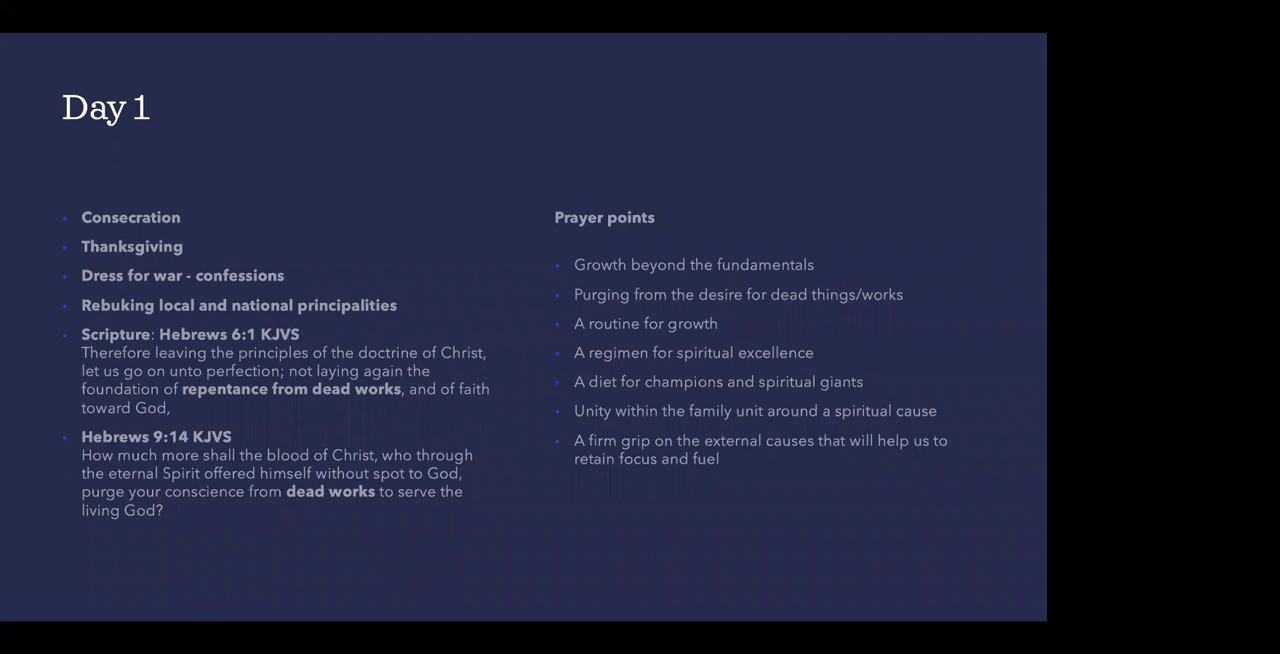 Day 1
• Consecration
• Thanksgiving
• Dress for war - confessions
• Rebuking local and national principalities
• Scripture: Hebrews 6:1 KJVS
Therefore leaving the principles of the doctrine of Christ,
let us go on unto perfection; not laying again the
foundation of repentance from dead works, and of faith
toward God,
• Hebrews 9:14 KJVS
How much more shall the blood of Christ, who through
the eternal Spirit offered himself without spot to God,
purge your conscience from dead works to serve the
living God?
Prayer points
• Growth beyond the fundamentals
• Purging from the desire for dead things/works
• A routine for growth
• A regimen for spiritual excellence
• A diet for champions and spiritual giants
• Unity within the family unit around a spiritual cause
• A firm grip on the external causes that will help us to
retain focus and fuel